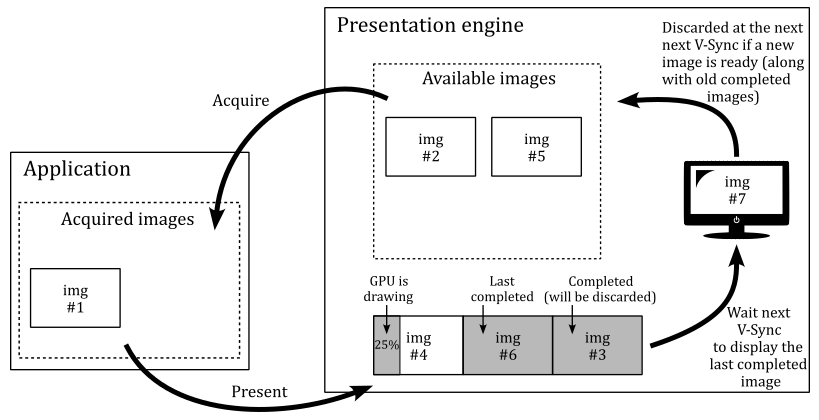 Presentation engine
Discarded at the next
next V-Sync if a new
image is ready (along
with old completed
images)
Available images
Acquire
img
#2
img
#5
Application
img
#7
Acquired images
img
#1
GPU is
drawing
Last
completed
Completed
(will be discarded)
25%
img
#4
img
#6
img
#3
Wait next
V-Sync
to display the
last completed
image
Present